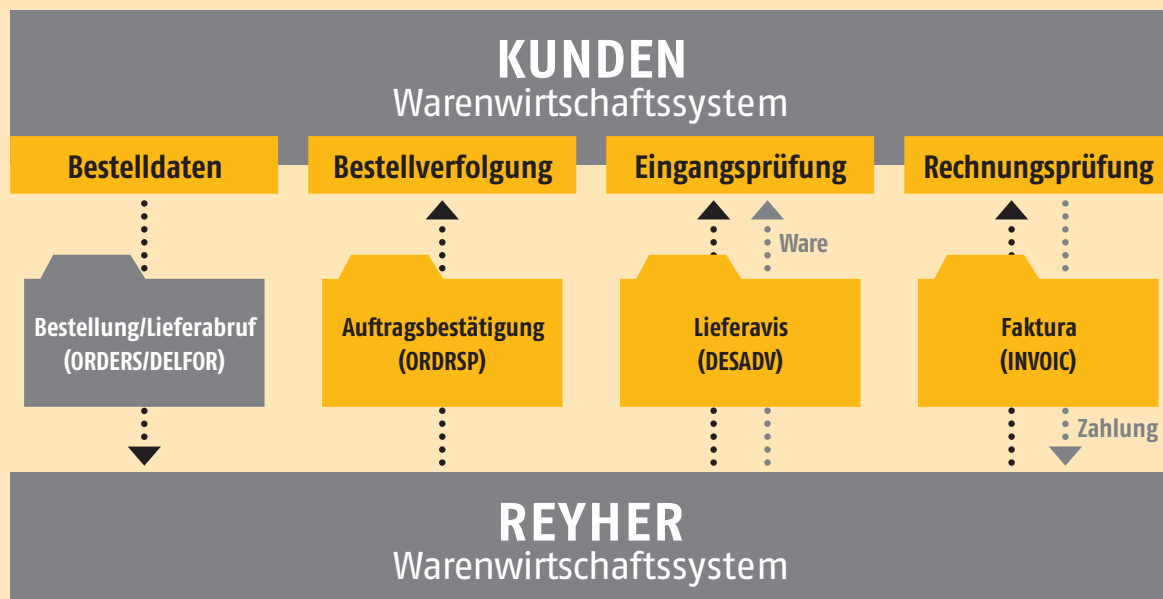 KUNDEN
Warenwirtschaftssystem
Bestelldaten
Bestellverfolgung
Eingangsprüfung
Rechnungsprüfung
Ware
Bestellung/Lieferabruf
(ORDERS/DELFOR)
Auftragsbestätigung
(ORDRSP)
Lieferavis
(DESADV)
Faktura
(INVOIC)
Zahlung
REYHER
Warenwirtschaftssystem